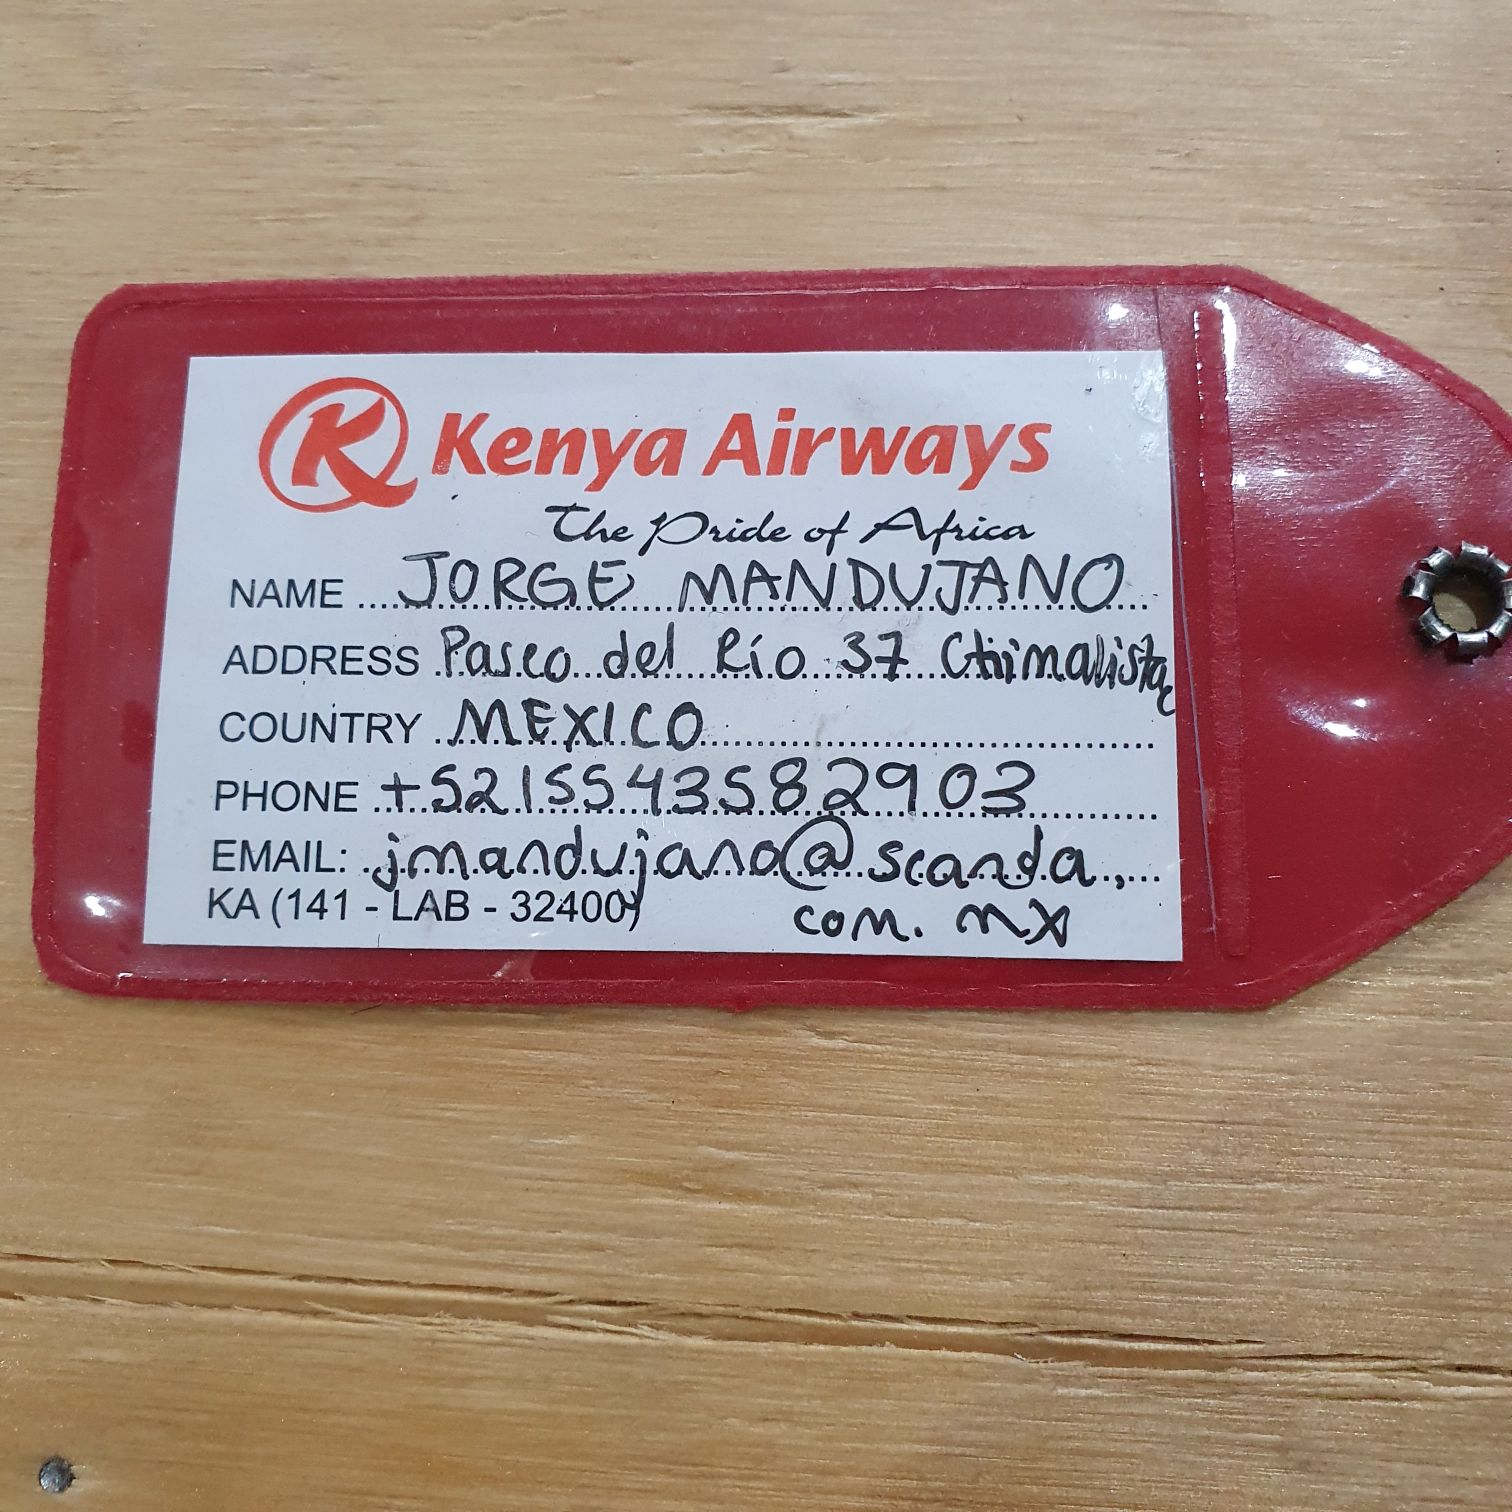 K Kenya Airways
The Pride of Africa
NAME JORGE MANDUJANO
ADDRESS Paseo del Río 37 Chimalistac
COUNTRY MEXICO
PHONE +5215543582903
EMAIL: jmandujano@scanda.
KA (141 - LAB - 32400) com.mx